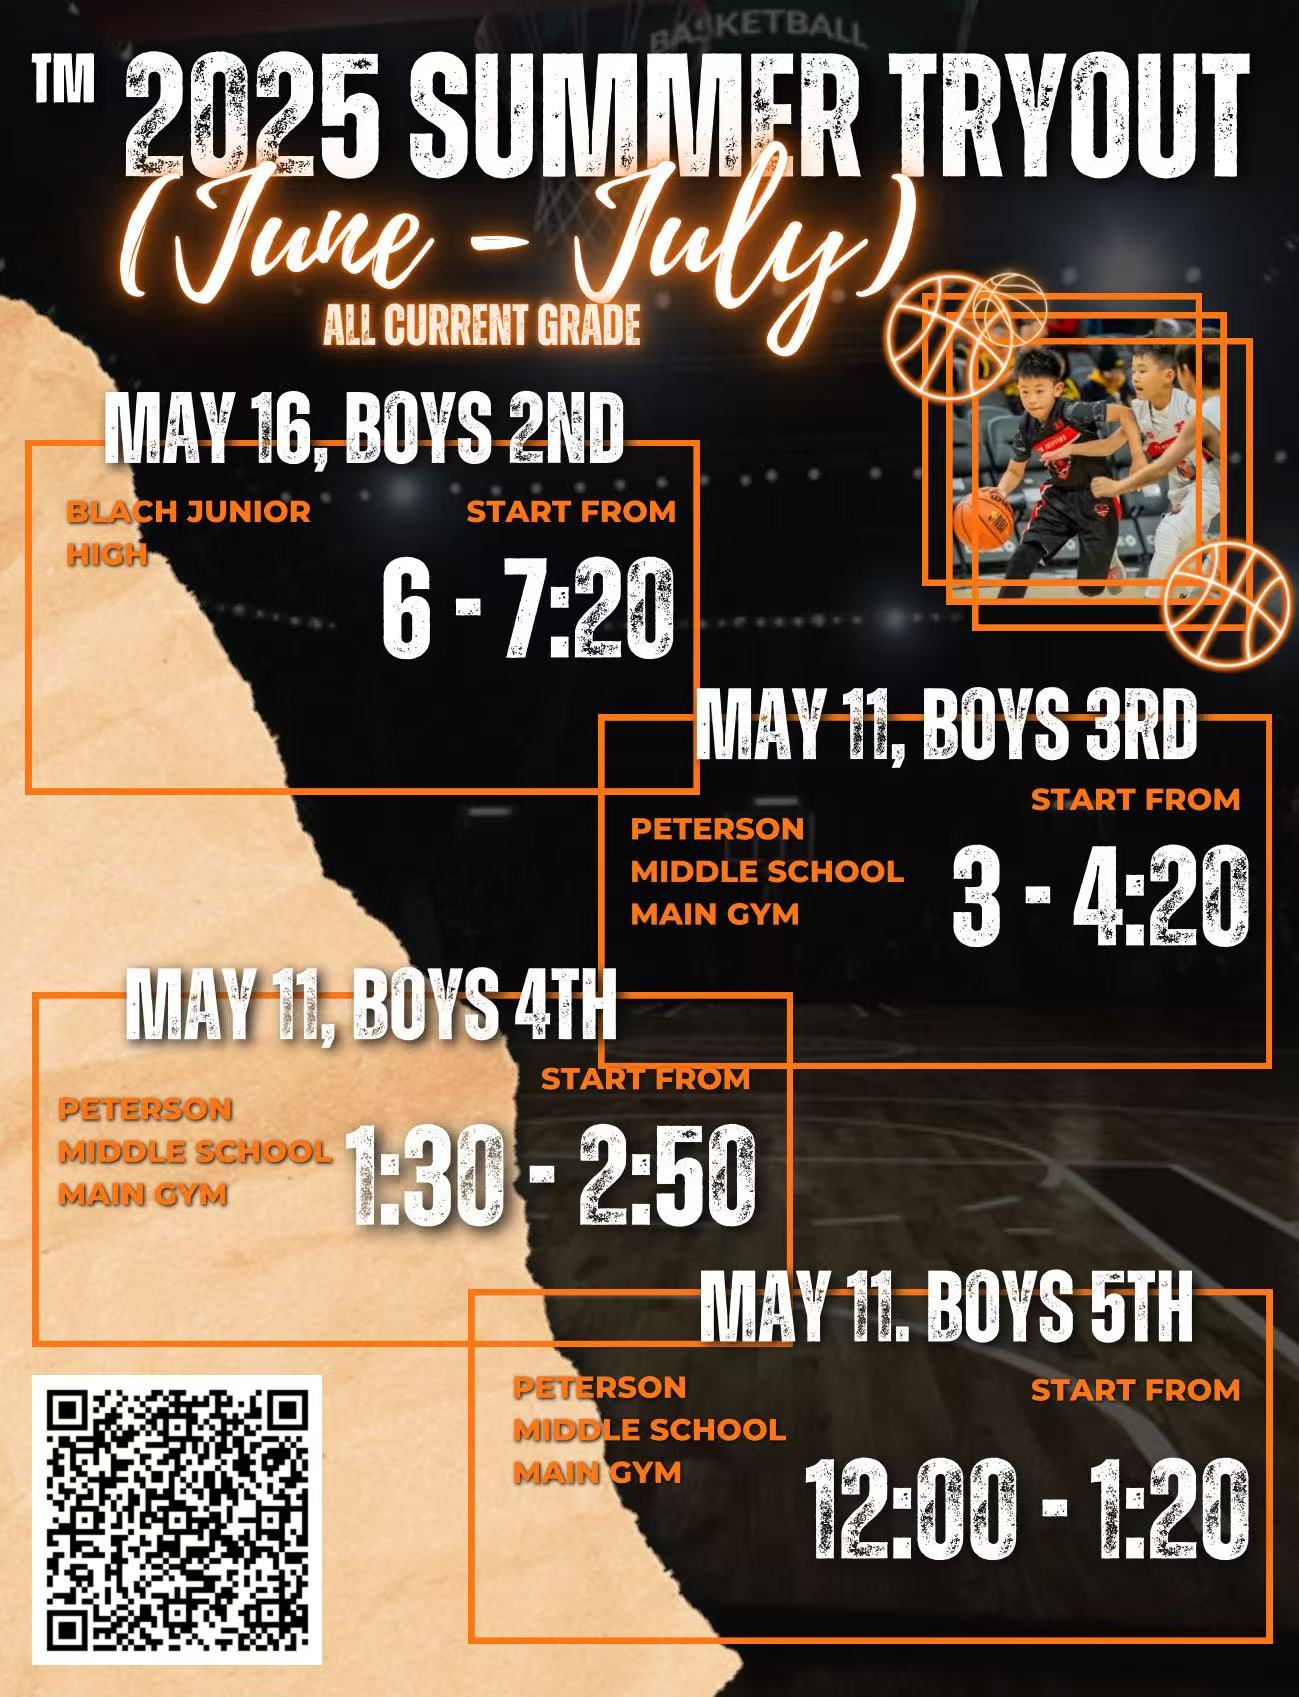 BASKETBALL
TM 2025 SUMMER TRYOUT
(June - July)
ALL CURRENT GRADE
MAY 16, BOYS 2ND
BLACH JUNIOR
HIGH
START FROM
6 - 7:20
MAY 11, BOYS 3RD
START FROM
PETERSON
MIDDLE SCHOOL
MAIN GYM
3 - 4:20
MAY 11, BOYS 4TH
START FROM
PETERSON
MIDDLE SCHOOL
MAIN GYM
1:30 - 2:50
MAY 11. BOYS 5TH
PETERSON
MIDDLE SCHOOL
MAIN GYM
START FROM
12:00 - 1:20